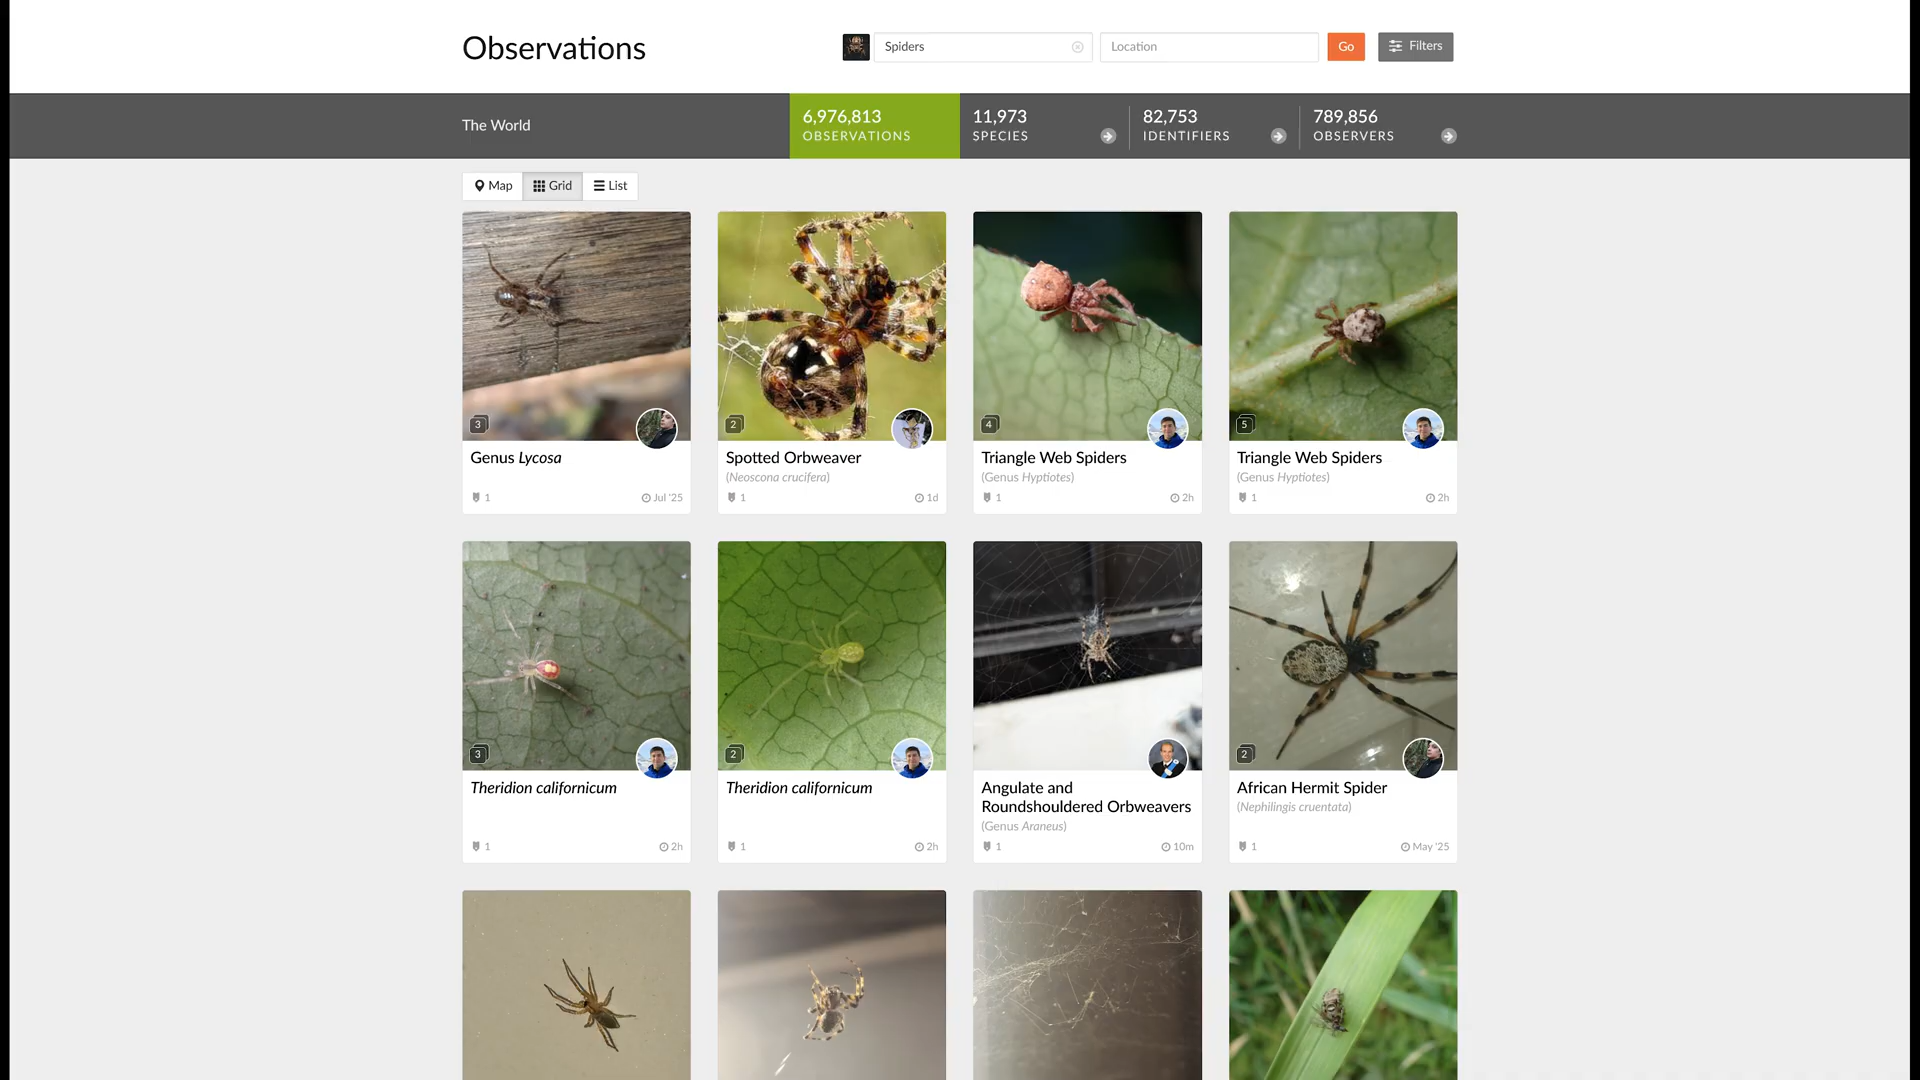 Observations
Spiders
Location
Go
Filters
The World
6,976,813
OBSERVATIONS
11,973
SPECIES
82,753
IDENTIFIERS
789,856
OBSERVERS
Map
Grid
List
3
2
4
5
Genus Lycosa
1
Jul '25
Spotted Orbweaver
(Neoscona crucifera)
1
1d
Triangle Web Spiders
(Genus Hyptiotes)
1
2h
Triangle Web Spiders
(Genus Hyptiotes)
1
2h
3
2
2
Theridion californicum
1
2h
Theridion californicum
1
2h
Angulate and
Roundshouldered Orbweavers
(Genus Araneus)
1
10m
African Hermit Spider
(Nephilingis cruentata)
1
May '25